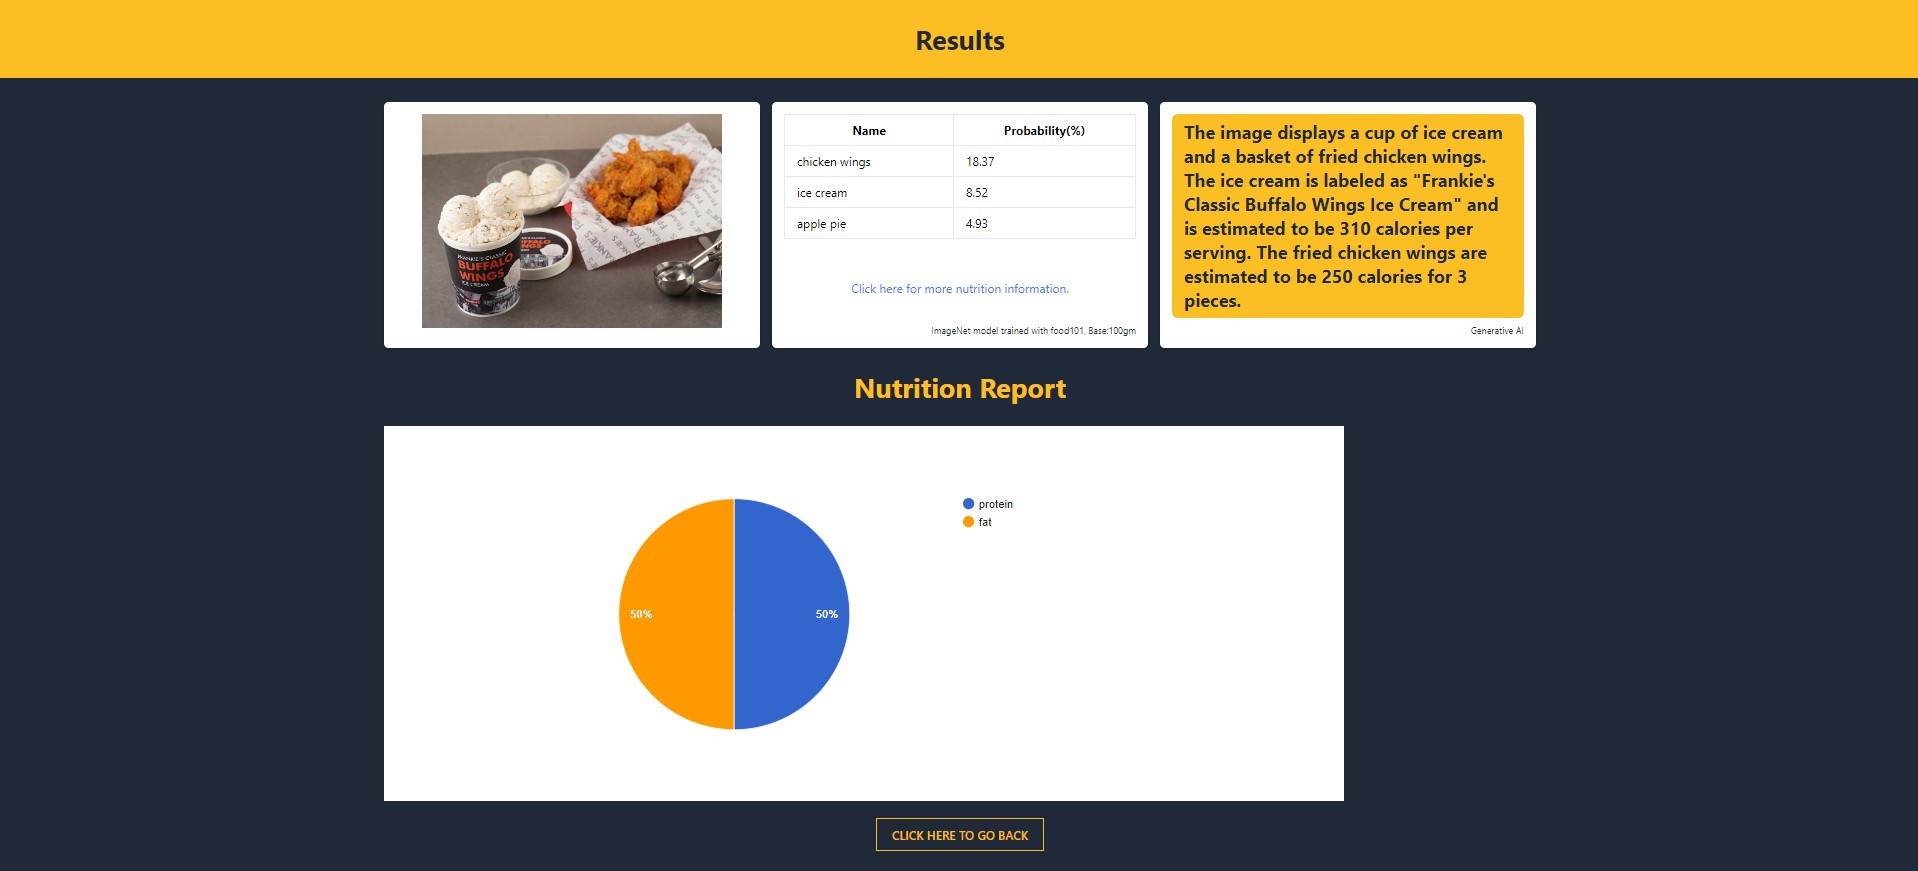 Results
FRANKIE'S CLASSIC
BUFFALO
WINGS
ICE CREAM
Name Probability(%)
chicken wings 18.37
ice cream 8.52
apple pie 4.93
Click here for more nutrition information.
ImageNet model trained with food101, Base:100gm
The image displays a cup of ice cream
and a basket of fried chicken wings.
The ice cream is labeled as "Frankie's
Classic Buffalo Wings Ice Cream" and
is estimated to be 310 calories per
serving. The fried chicken wings are
estimated to be 250 calories for 3
pieces.
Generative AI
Nutrition Report
protein
fat
50% 50%
CLICK HERE TO GO BACK